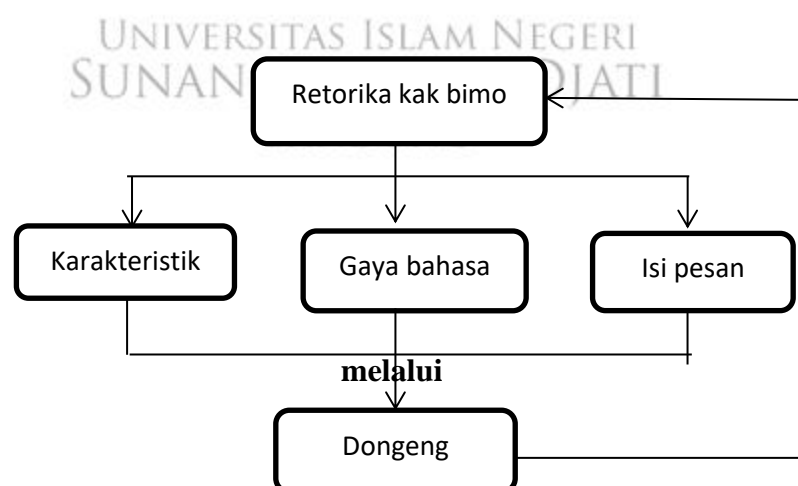 UNIVERSITAS ISLAM NEGERI
SUNAN DJATI
Retorika kak bimo
Karakteristik
Gaya bahasa
Isi pesan
melalui
Dongeng